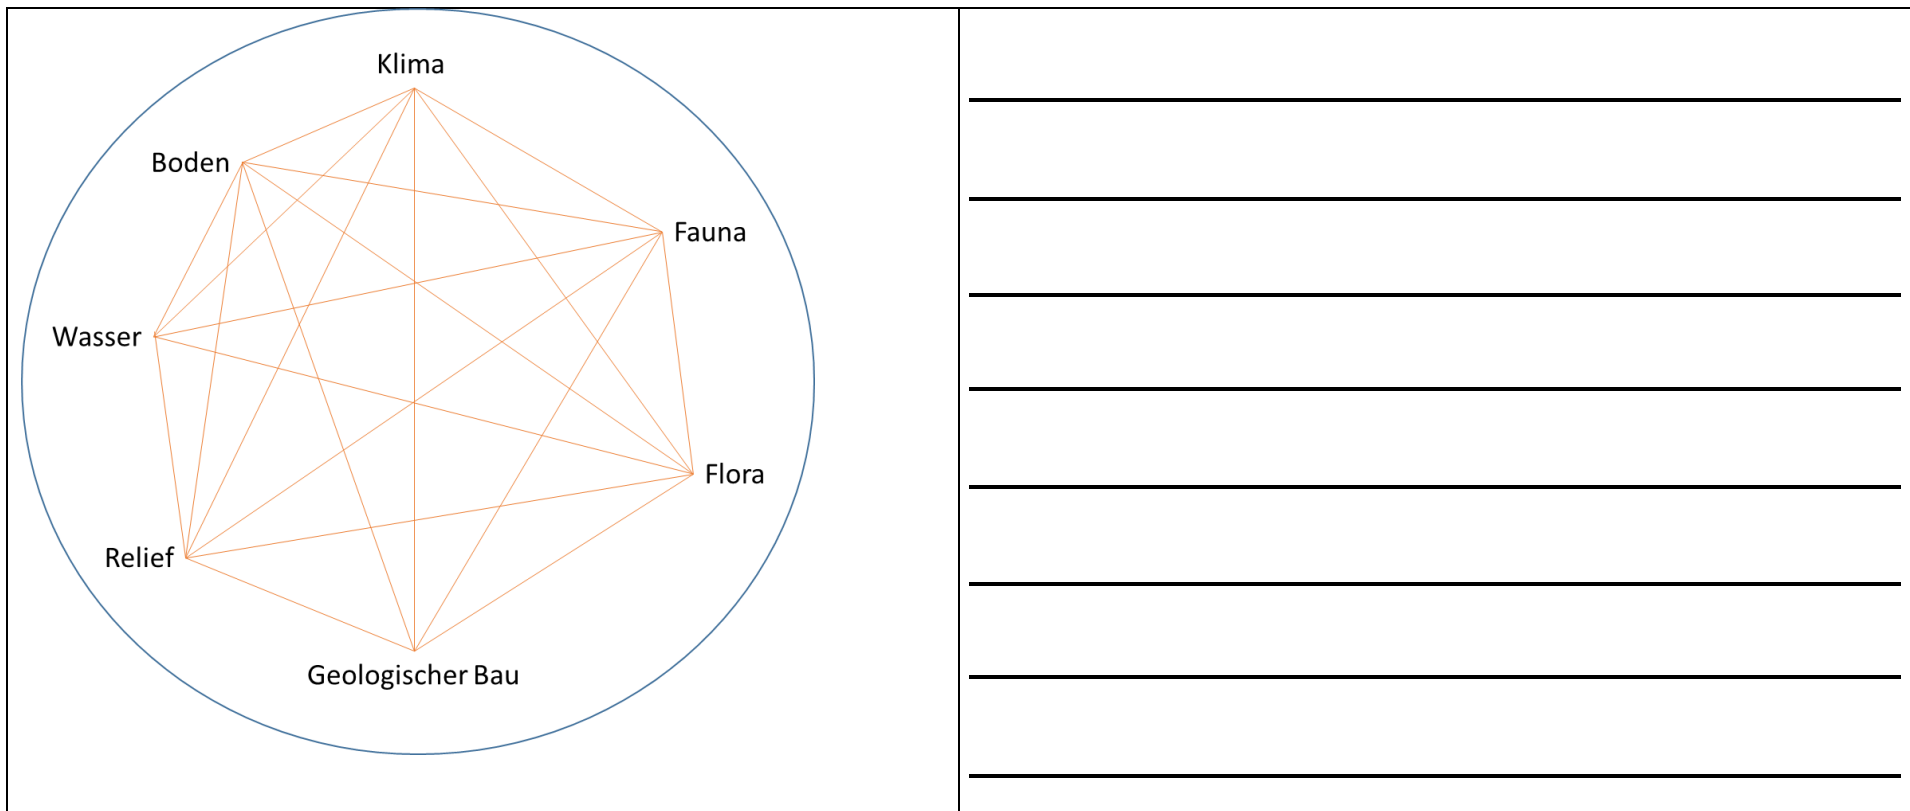 Klima
Boden
Fauna
Wasser
Flora
Relief
Geologischer Bau